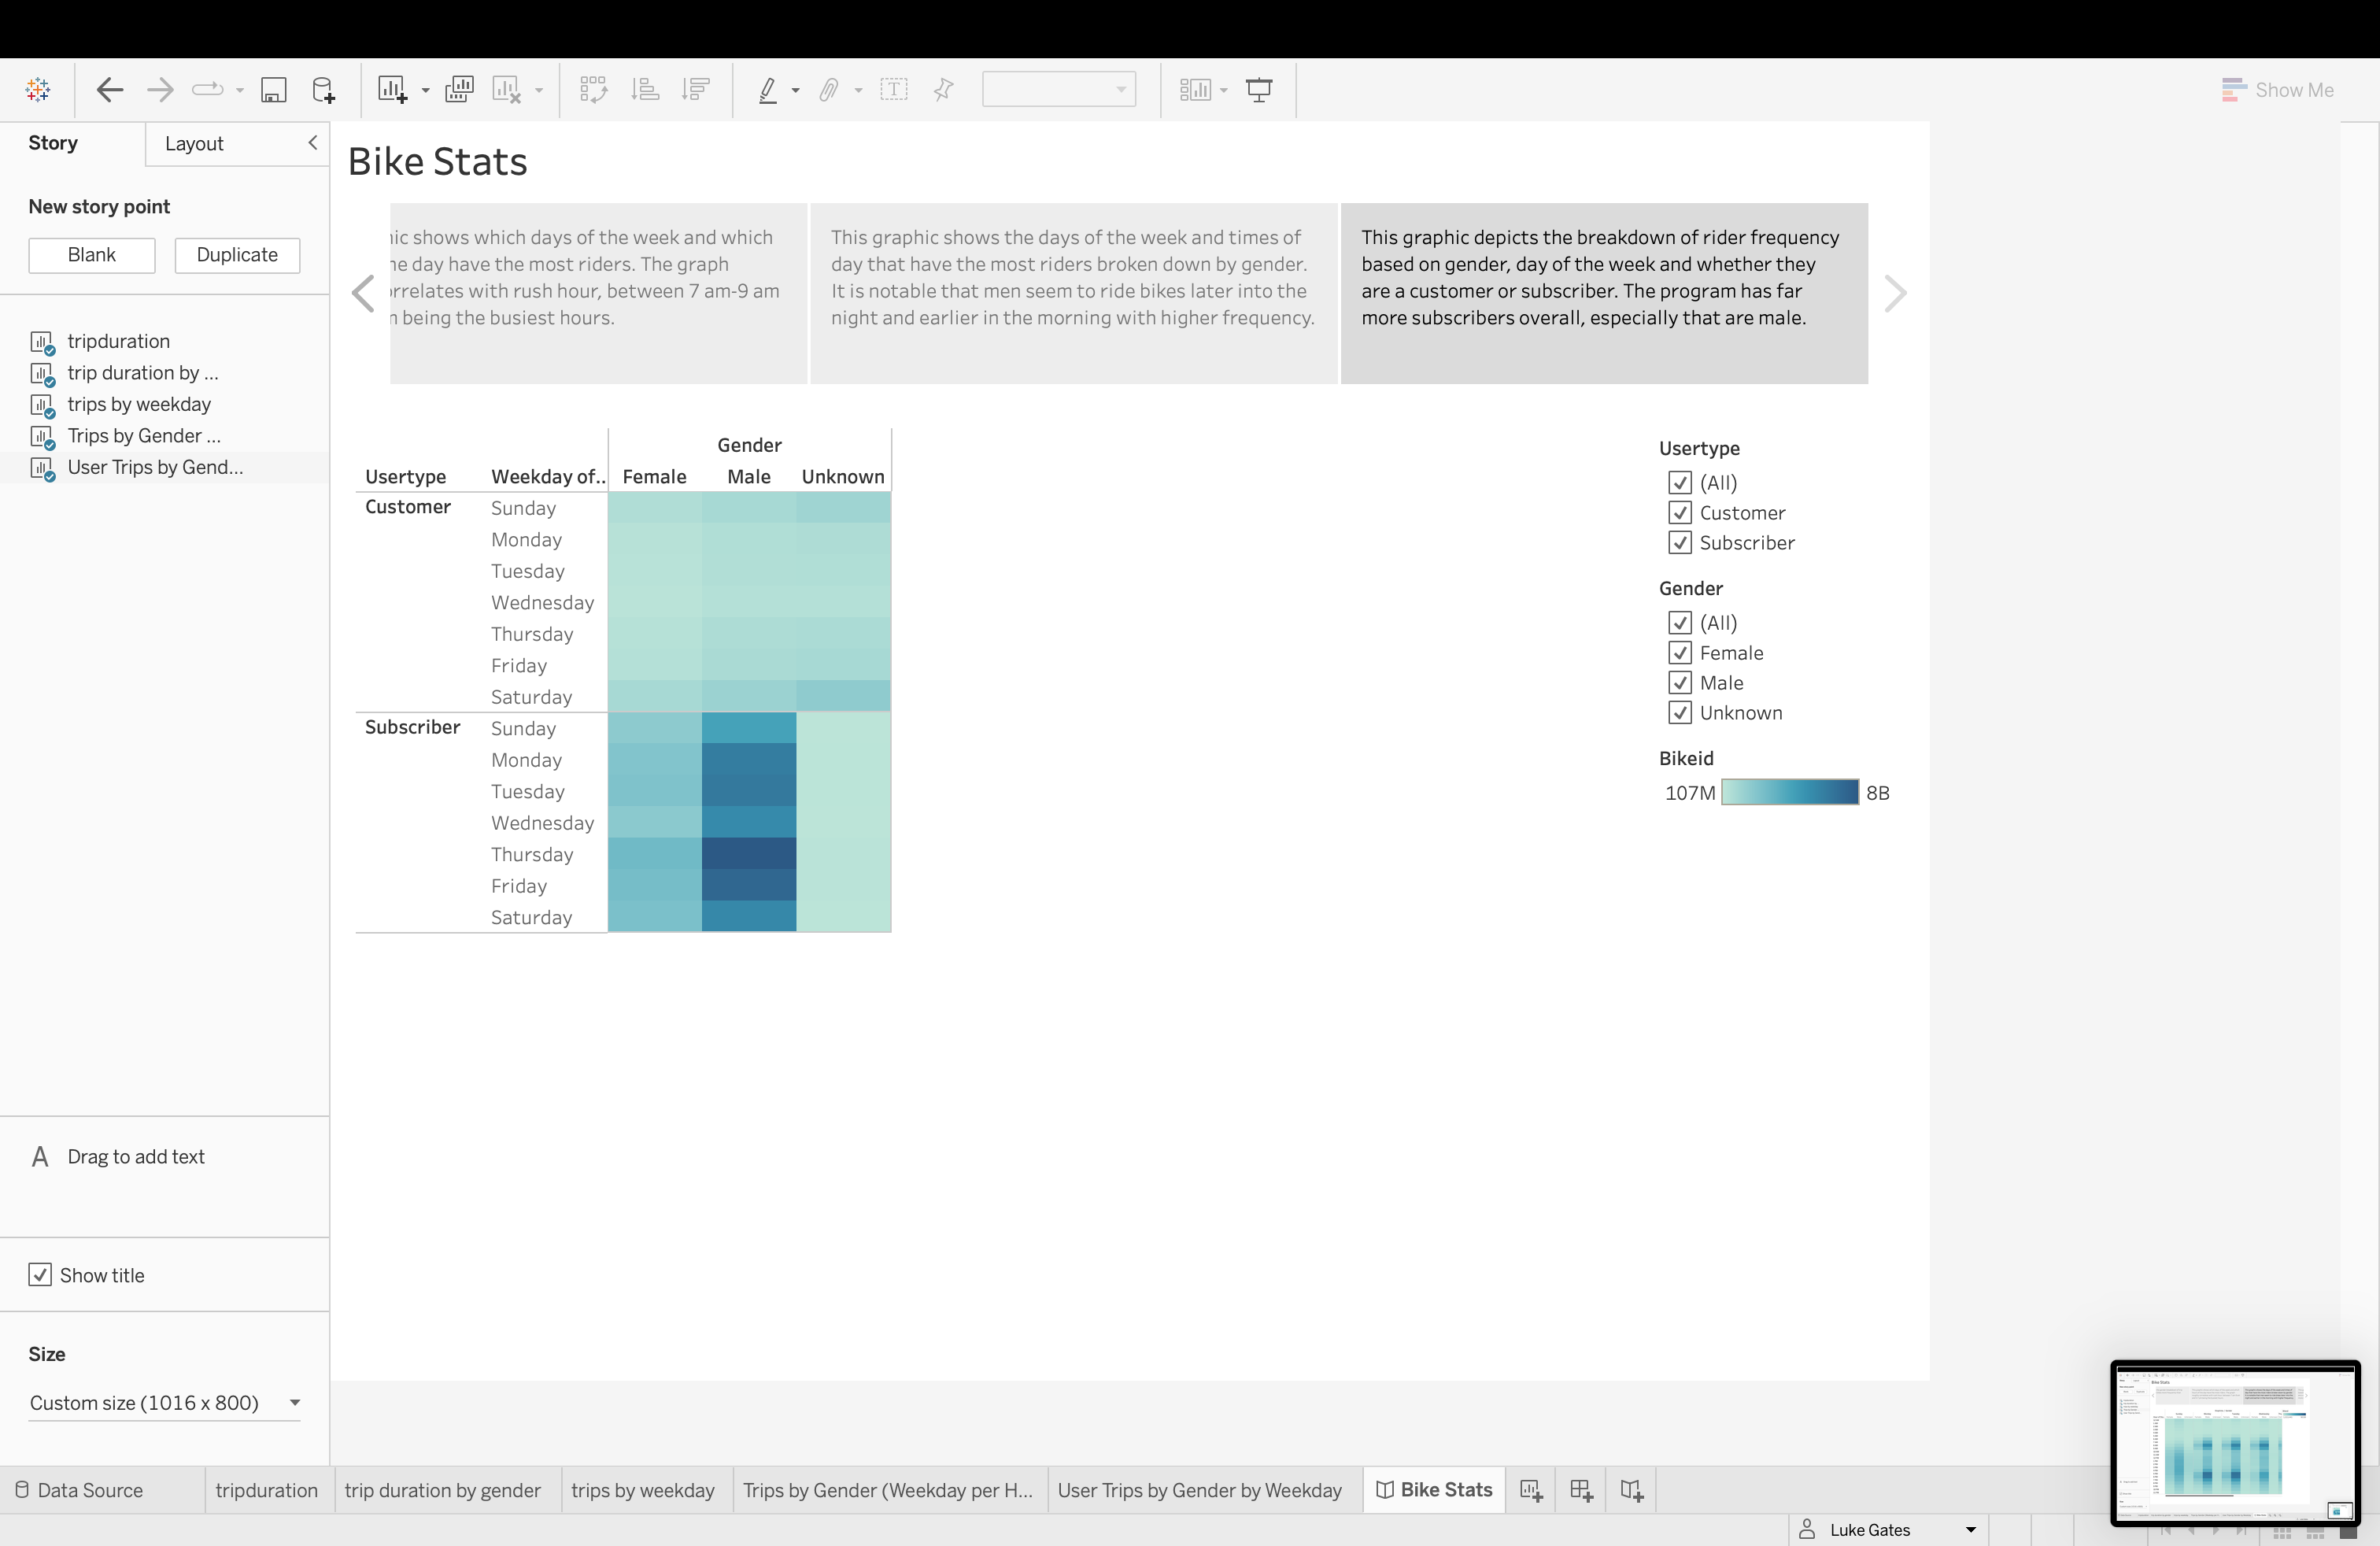 Show Me
Story
Layout
Bike Stats
New story point
Blank
Duplicate
tripduration
trip duration by ...
trips by weekday
Trips by Gender ...
User Trips by Gend...
shows which days of the week and which
day have the most riders. The graph
with rush hour, between 7 am-9 am
being the busiest hours.
This graphic shows the days of the week and times of
day that have the most riders broken down by gender.
It is notable that men seem to ride bikes later into the
night and earlier in the morning with higher frequency.
This graphic depicts the breakdown of rider frequency
based on gender, day of the week and whether they
are a customer or subscriber. The program has far
more subscribers overall, especially that are male.
Gender
Usertype Weekday of.. Female Male Unknown
Customer Sunday
Monday
Tuesday
Wednesday
Thursday
Friday
Saturday
Subscriber Sunday
Monday
Tuesday
Wednesday
Thursday
Friday
Saturday
Usertype
(All)
Customer
Subscriber
Gender
(All)
Female
Male
Unknown
Bikeid
107M 8B
A Drag to add text
Show title
Size
Custom size (1016 x 800)
Data Source tripduration trip duration by gender trips by weekday Trips by Gender (Weekday per H... User Trips by Gender by Weekday Bike Stats
Luke Gates